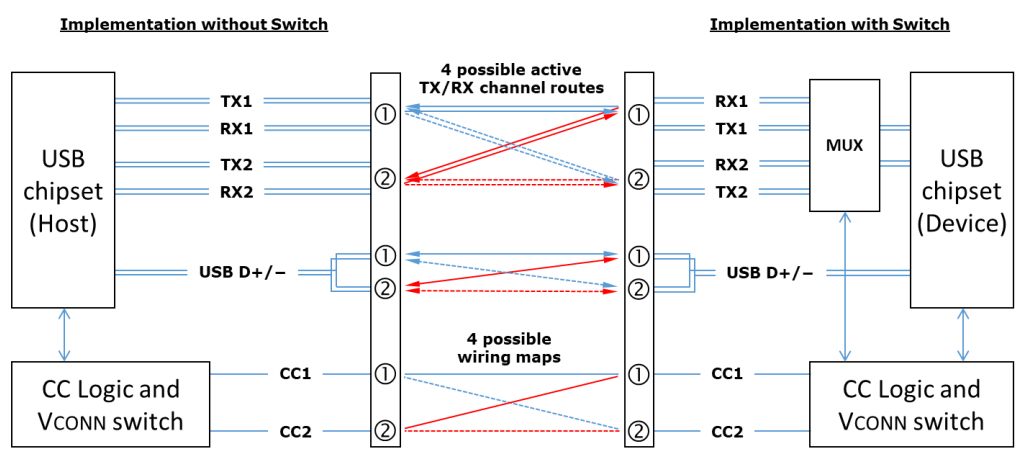 Implementation without Switch
Implementation with Switch
4 possible active
TX/RX channel routes
USB
chipset
(Host)
TX1
RX1
TX2
RX2
USB D+/−
①
②
①
②
①
②
RX1
TX1
RX2
TX2
USB D+/−
MUX
USB
chipset
(Device)
4 possible
wiring maps
CC Logic and
VCONN switch
CC1
CC2
①
②
①
②
①
②
CC1
CC2
CC Logic and
VCONN switch